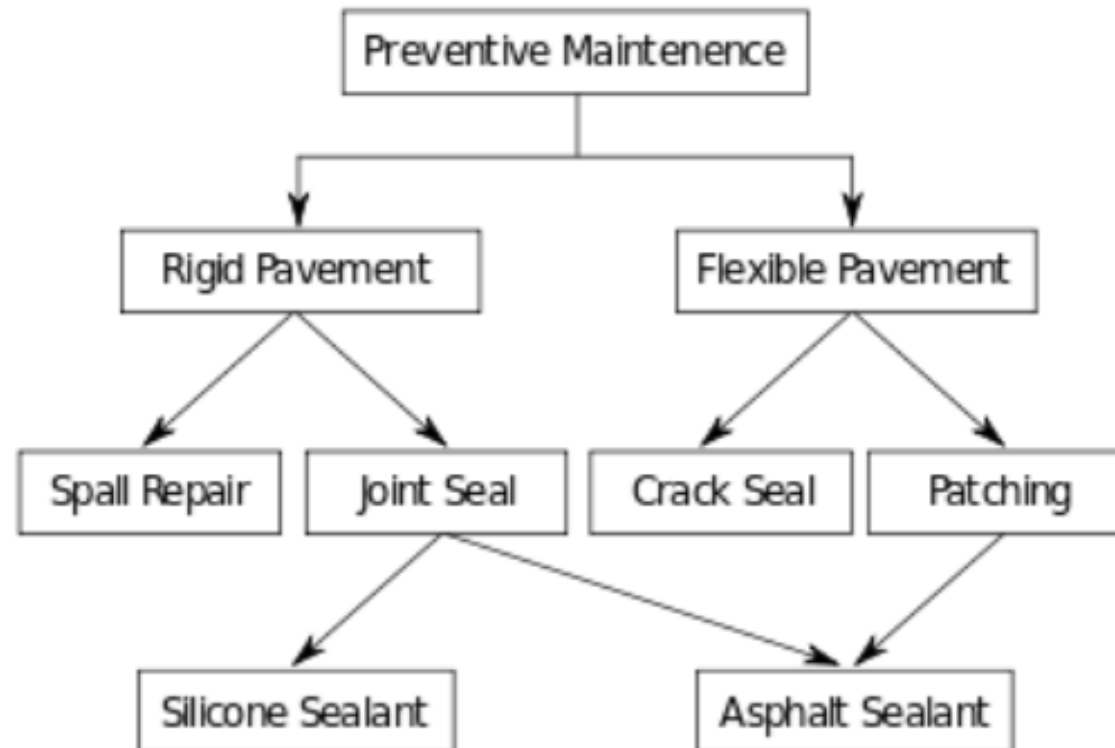 Preventive Maintenence
Rigid Pavement
Flexible Pavement
Spall Repair
Joint Seal
Crack Seal
Patching
Silicone Sealant
Asphalt Sealant